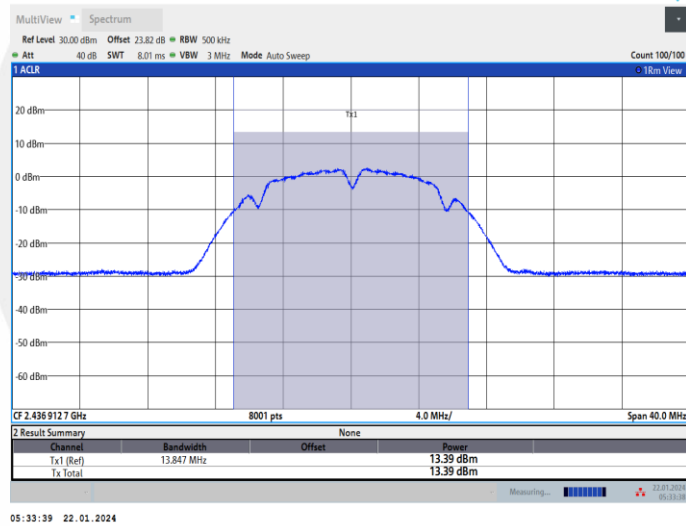 MultiView Spectrum
Ref Level 30.00 dBm Offset 23.82 dB RBW 500 kHz
Att 40 dB SWT 8.01 ms VBW 3 MHz Mode Auto Sweep Count 100/100
1 ACLR 1Rm View
Tx1
20 dBm
10 dBm
0 dBm
-10 dBm
-20 dBm
-30 dBm
-40 dBm
-50 dBm
-60 dBm
CF 2.436 912 7 GHz 8001 pts 4.0 MHz/ Span 40.0 MHz
2 Result Summary None
Channel Bandwidth Offset Power
Tx1 (Ref) 13.847 MHz 13.39 dBm
Tx Total 13.39 dBm
Measuring... 22.01.2024
05:33:38
05:33:39 22.01.2024